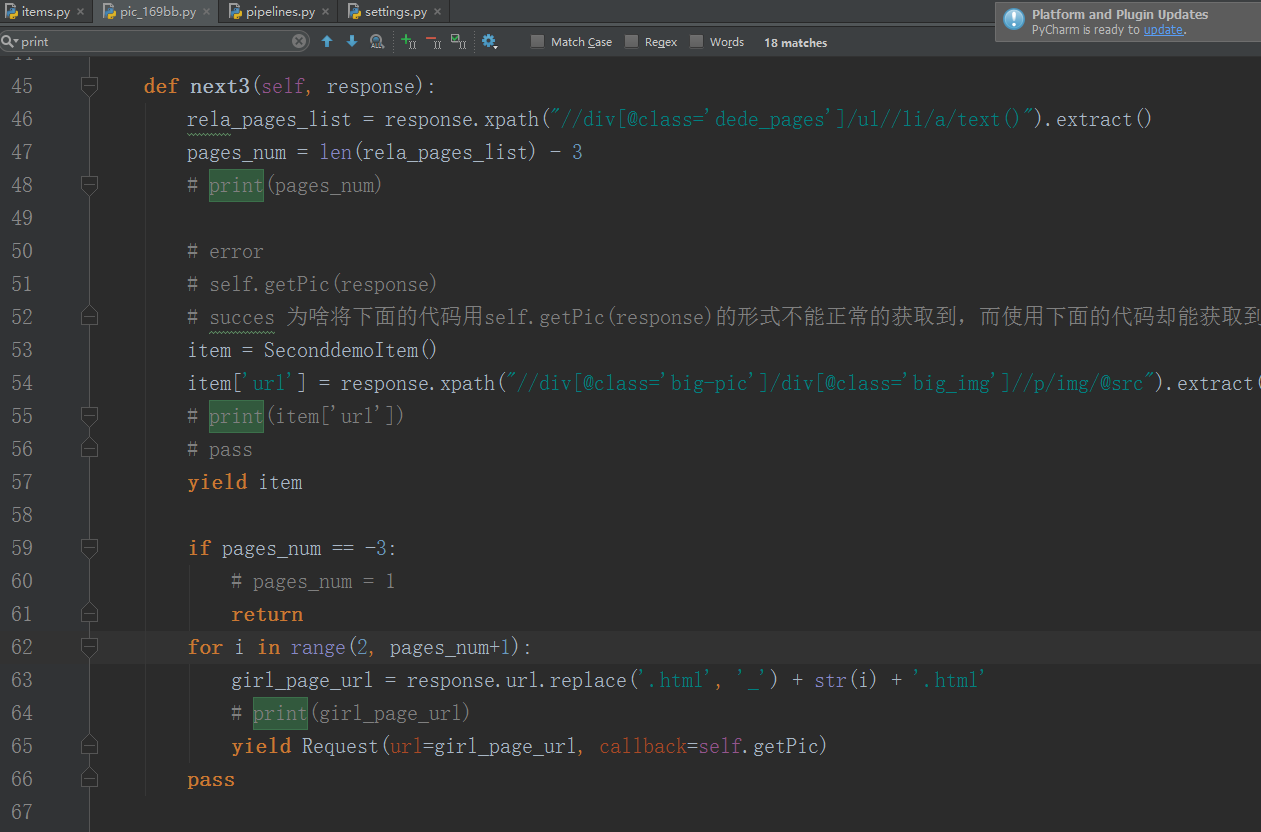 items.py × pic_169bb.py × pipelines.py × settings.py ×
Platform and Plugin Updates
PyCharm is ready to update.
print Match Case Regex Words 18 matches
45 def next3(self, response):
46 rela_pages_list = response.xpath("//div[@class='dede_pages']/ul//li/a/text()").extract()
47 pages_num = len(rela_pages_list) - 3
48 # print(pages_num)
49
50 # error
51 # self.getPic(response)
52 # succes 为啥将下面的代码用self.getPic(response)的形式不能正常的获取到，而使用下面的代码却能获取到
53 item = SeconddemoItem()
54 item['url'] = response.xpath("//div[@class='big-pic']/div[@class='big_img']//p/img/@src").extract(
55 # print(item['url'])
56 # pass
57 yield item
58
59 if pages_num == -3:
60 # pages_num = 1
61 return
62 for i in range(2, pages_num+1):
63 girl_page_url = response.url.replace('.html', '_') + str(i) + '.html'
64 # print(girl_page_url)
65 yield Request(url=girl_page_url, callback=self.getPic)
66 pass
67